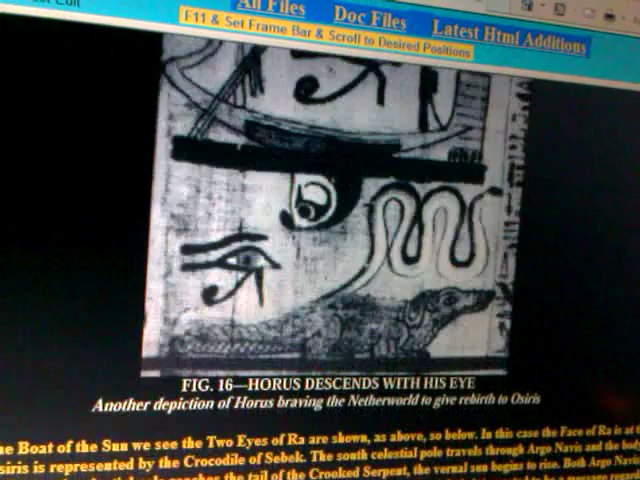 Edit
All Files
Doc Files
Latest Html Additions
F11 & Set Frame Bar & Scroll to Desired Positions
FIG. 16—HORUS DESCENDS WITH HIS EYE
Another depiction of Horus braving the Netherworld to give rebirth to Osiris
Boat of the Sun we see the Two Eyes of Ra are shown, as above, so below. In this case the Face of Ra is at
is represented by the Crocodile of Sebek. The south celestial pole travels through Argo Navis and the
reaches the tail of the Crooked Serpent, the vernal sun begins to rise. Both Argo